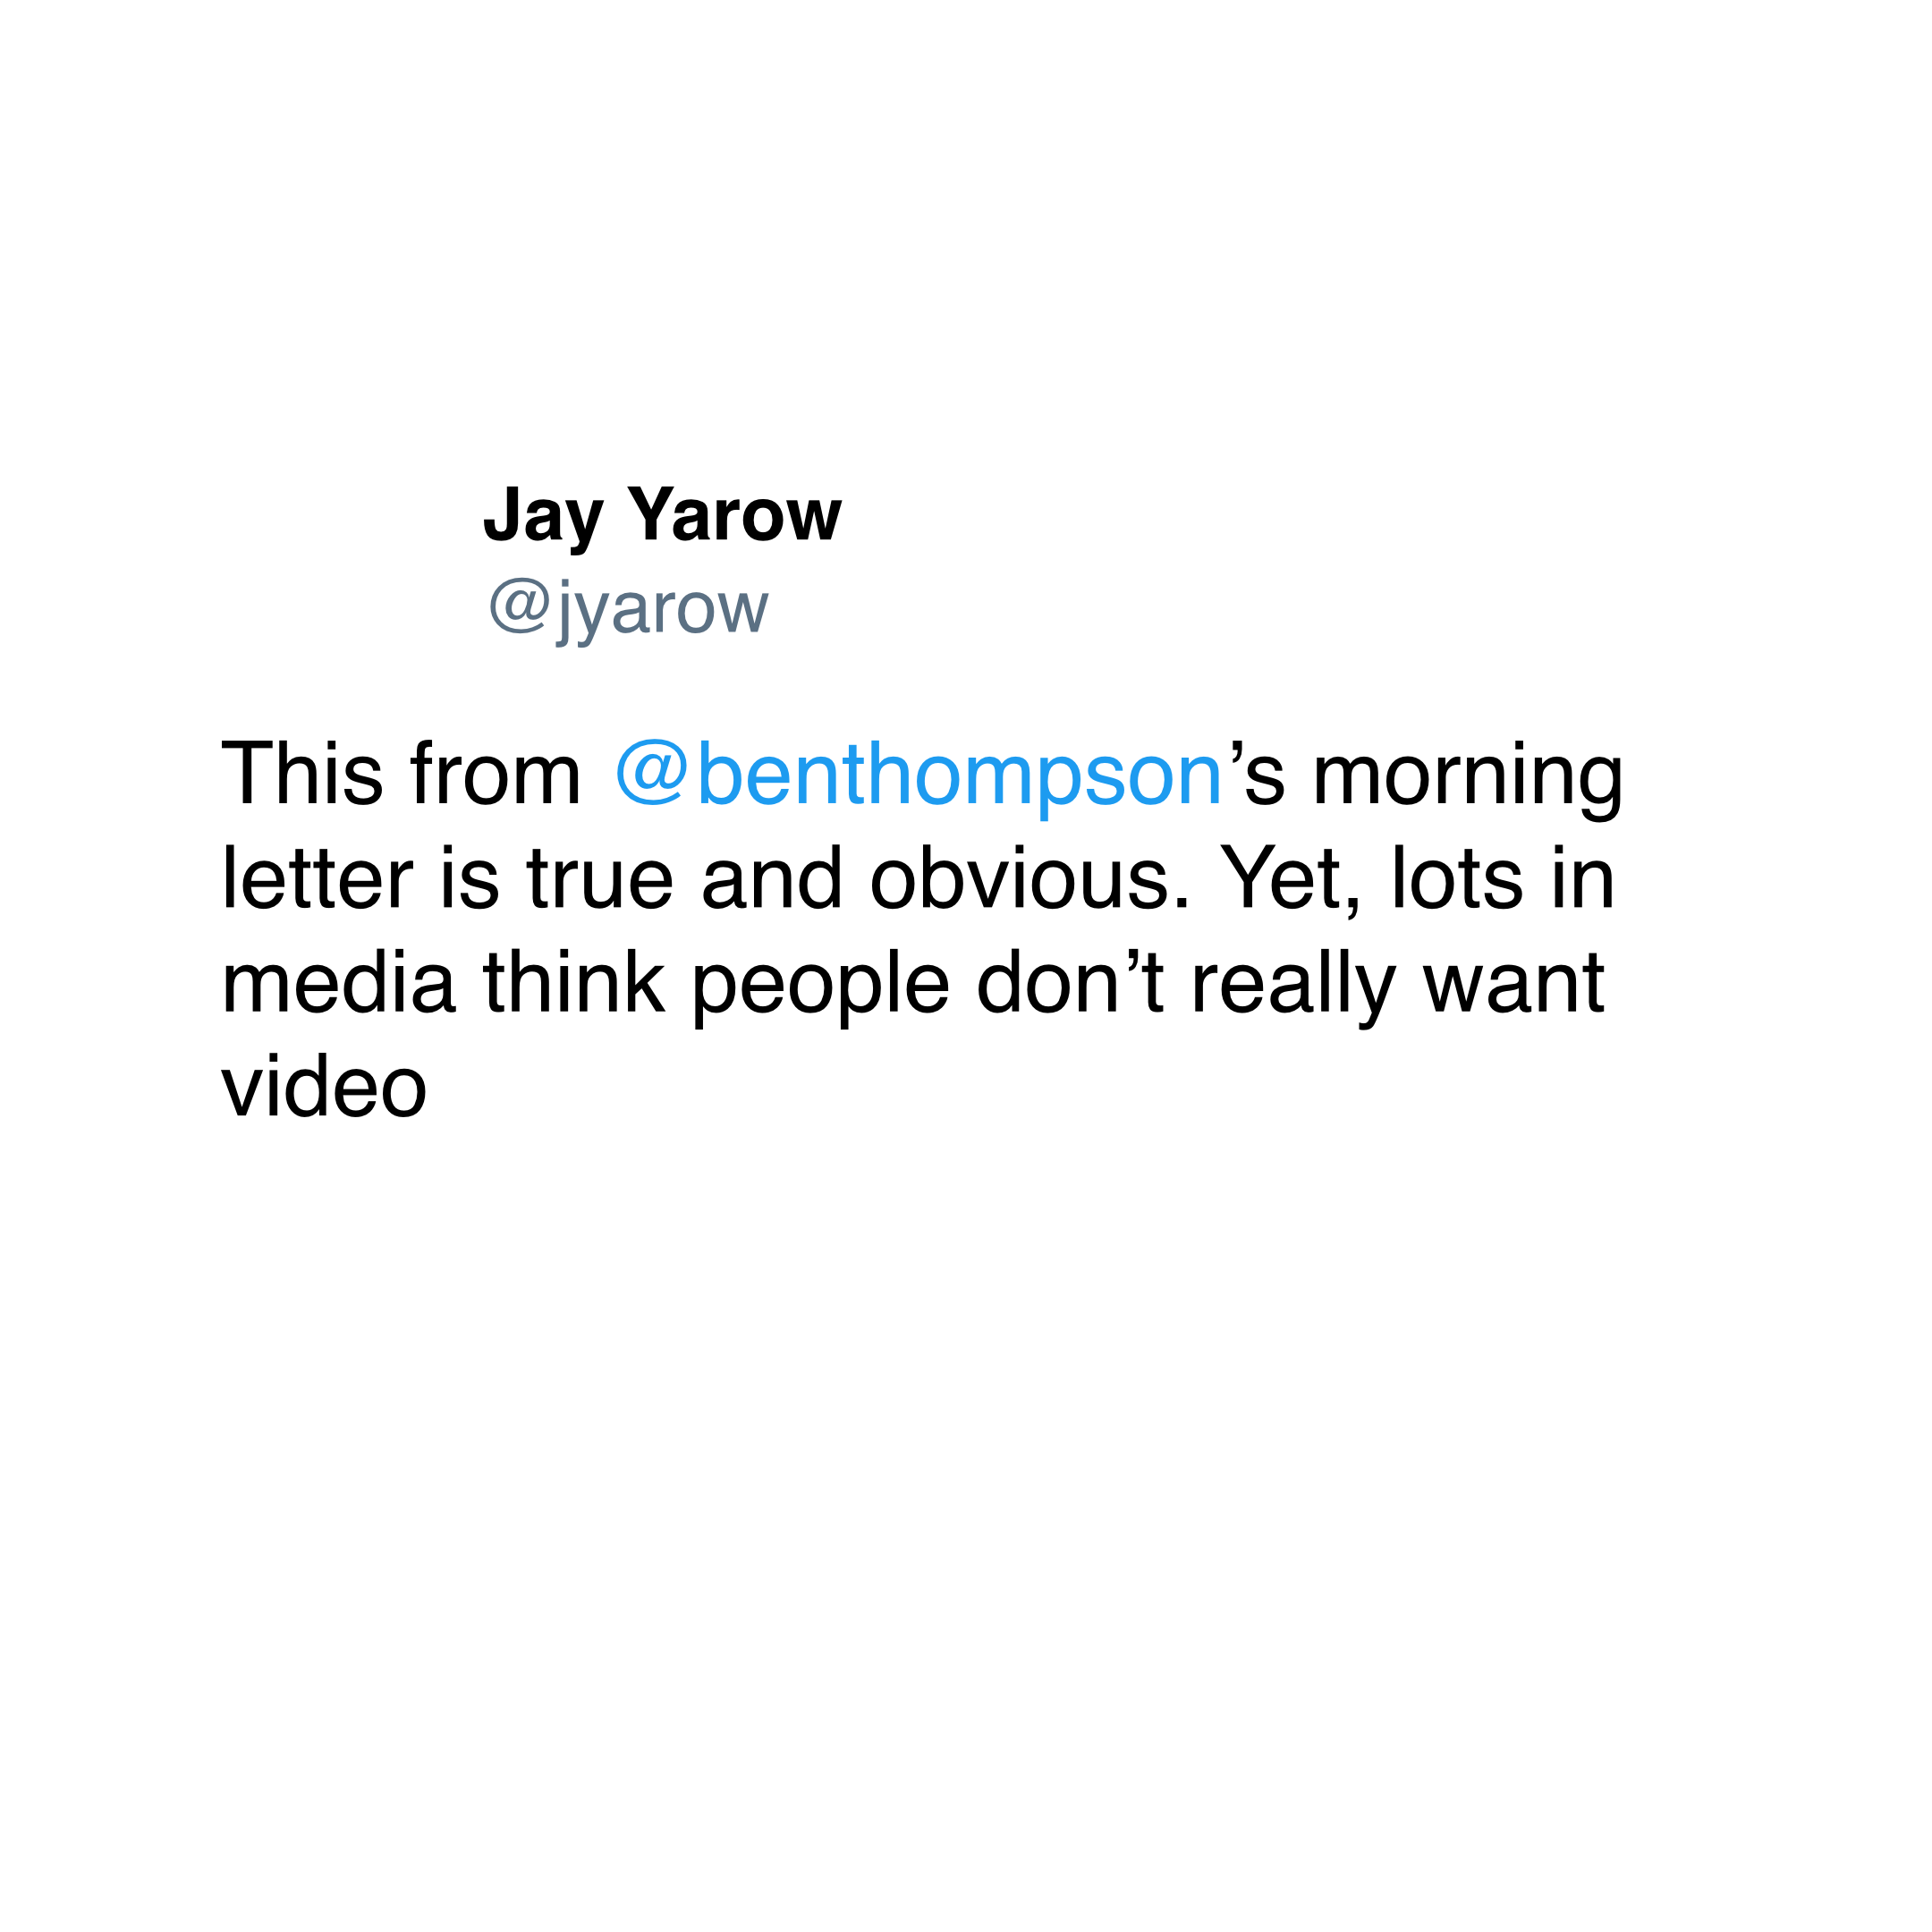 Jay Yarow
@jyarow
This from @benthompson’s morning
letter is true and obvious. Yet, lots in
media think people don’t really want
video